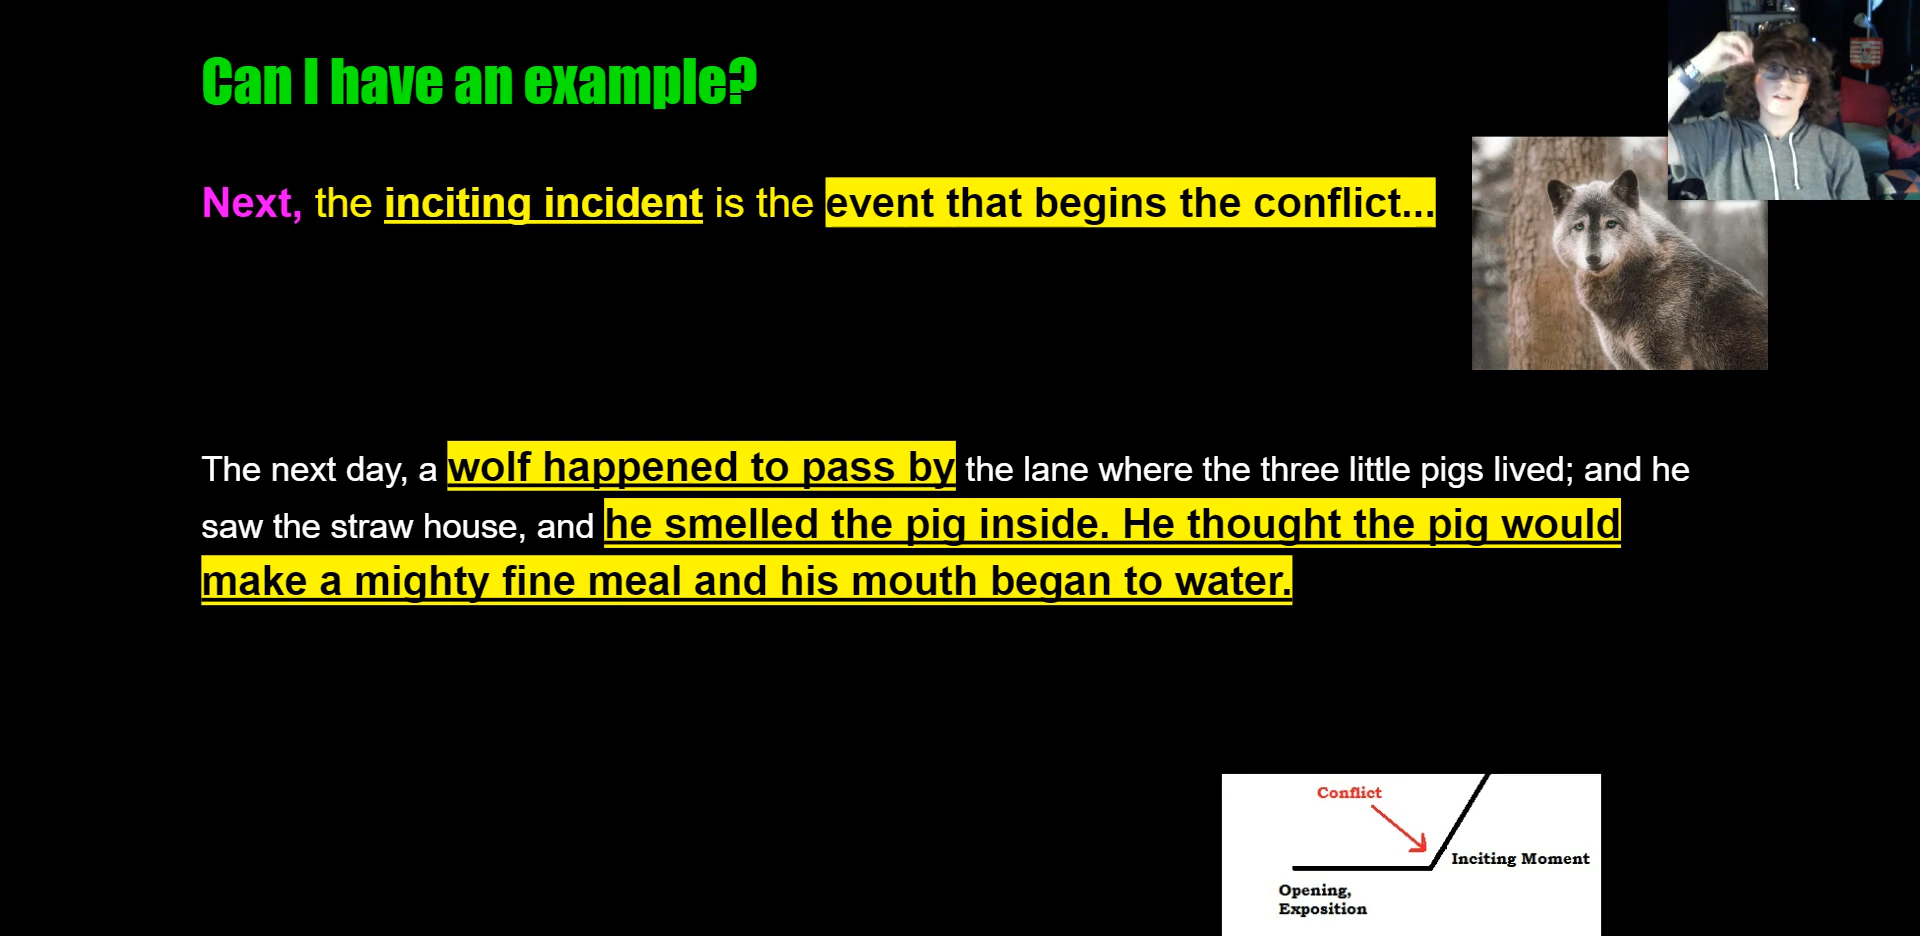 Can I have an example?
Next, the inciting incident is the event that begins the conflict...
The next day, a wolf happened to pass by the lane where the three little pigs lived; and he
saw the straw house, and he smelled the pig inside. He thought the pig would
make a mighty fine meal and his mouth began to water.
Conflict
Inciting Moment
Opening,
Exposition